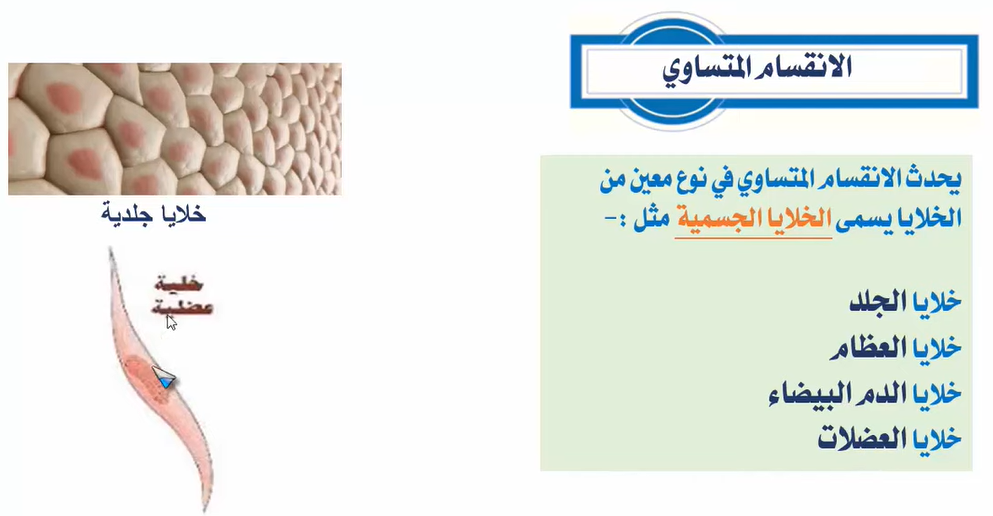 الانقسام المتساوي
يحدث الانقسام المتساوي في نوع معين من
الخلايا يسمى الخلايا الجسمية مثل :-
خلايا الجلد
خلايا العظام
خلايا الدم البيضاء
خلايا العضلات
خلايا جلدية
خلية
عضلية